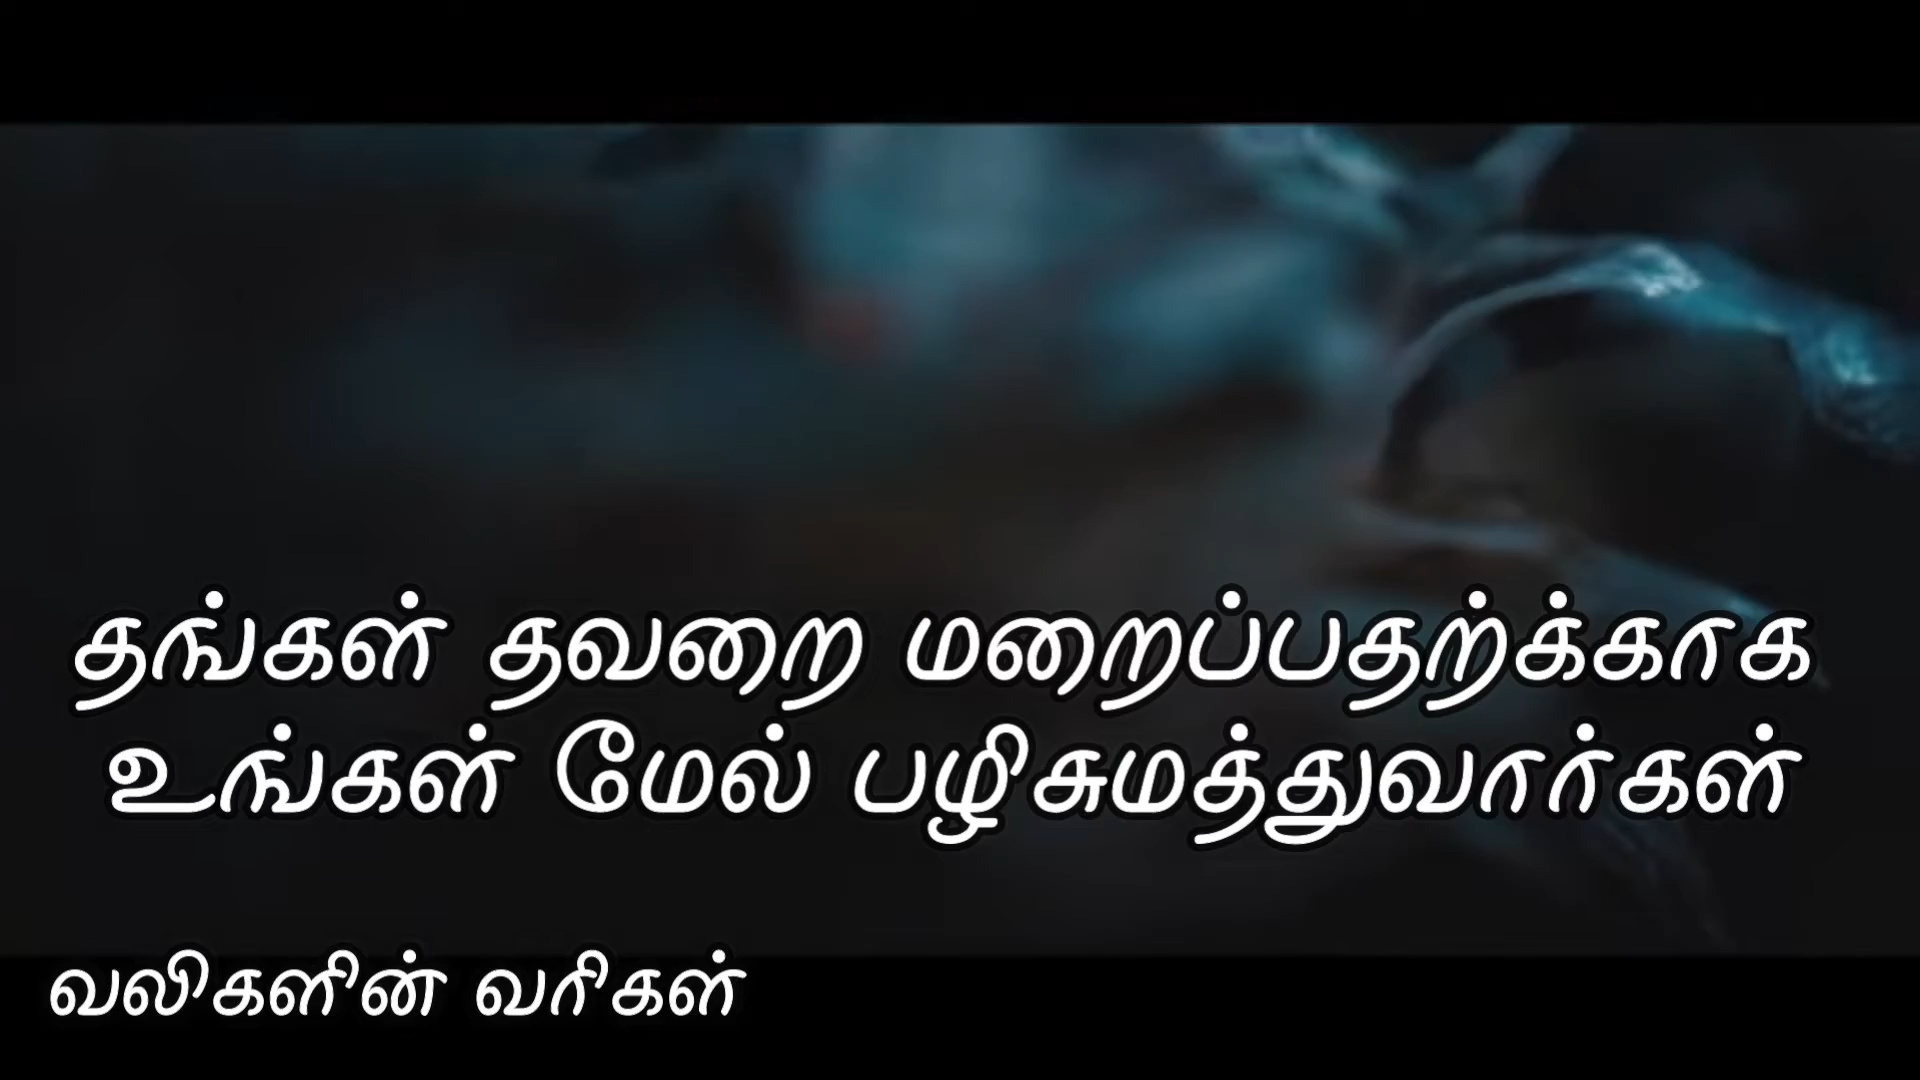 தங்கள் தவறை மறைப்பதற்க்காக
உங்கள் மேல் பழிசுமத்துவார்கள்
வலிகளின் வரிகள்